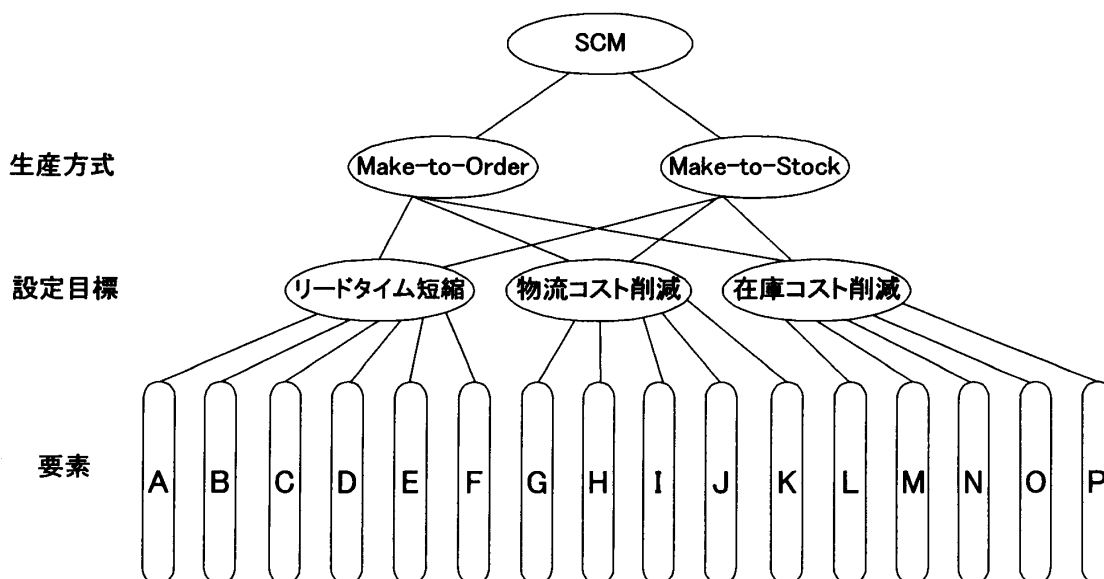 SCM
生産方式
Make-to-Order
Make-to-Stock
設定目標
リードタイム短縮
物流コスト削減
在庫コスト削減
要素
A B C D E F G H I J K L M N O P